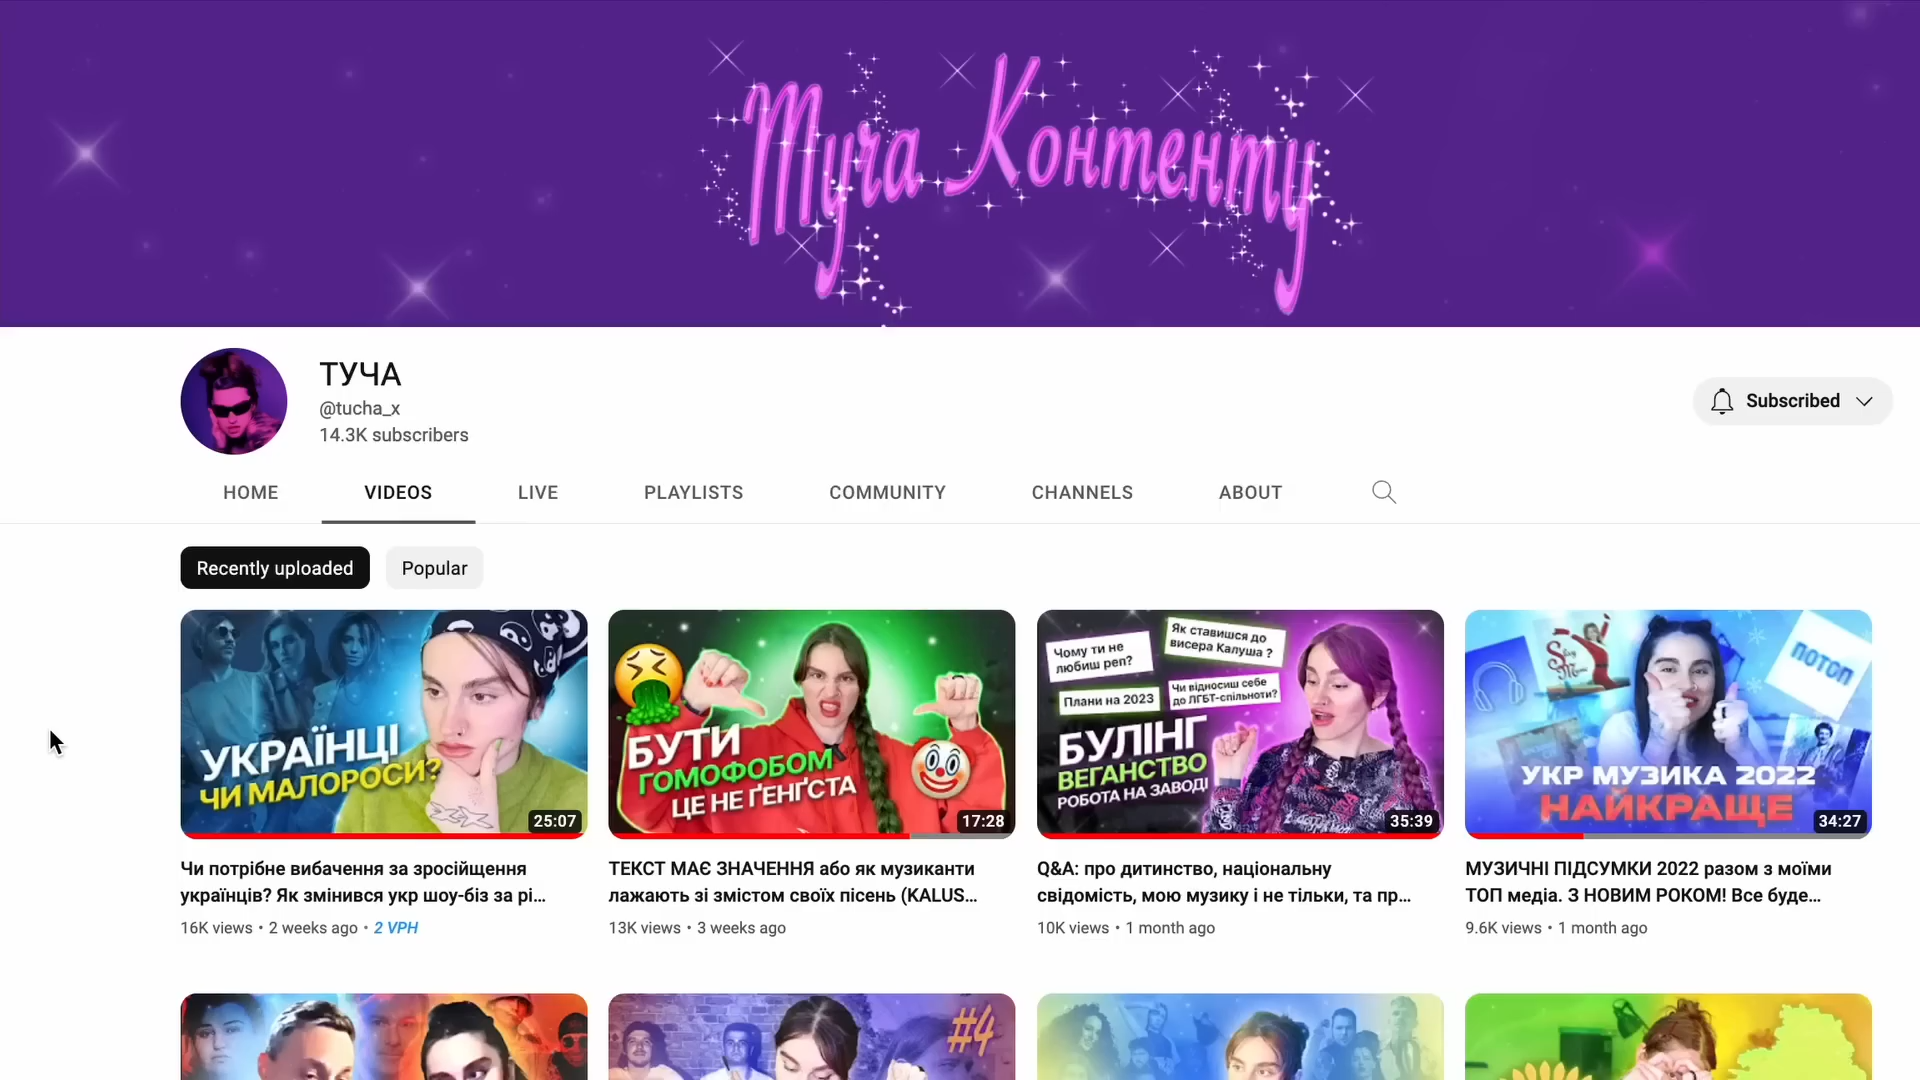 Туча Контенту
ТУЧА
@tucha_x
14.3K subscribers
Subscribed
HOME
VIDEOS
LIVE
PLAYLISTS
COMMUNITY
CHANNELS
ABOUT
Recently uploaded
Popular
УКРАЇНЦІ
ЧИ МАЛОРОСИ?
25:07
БУТИ
ГОМОФОБОМ
ЦЕ НЕ ҐЕНҐСТА
17:28
Чому ти не
любиш реп?
Як ставишся до
висера Калуша ?
Плани на 2023
Чи відносиш себе
до ЛГБТ-спільноти?
БУЛІНГ
ВЕГАНСТВО
РОБОТА НА ЗАВОДІ
35:39
ПОТОП
УКР МУЗИКА 2022
НАЙКРАЩЕ
34:27
Чи потрібне вибачення за зросійщення
українців? Як змінився укр шоу-біз за рі...
16K views • 2 weeks ago • 2 VPH
ТЕКСТ МАЄ ЗНАЧЕННЯ або як музиканти
лажають зі змістом своїх пісень (KALUS...
13K views • 3 weeks ago
Q&A: про дитинство, національну
свідомість, мою музику і не тільки, та пр...
10K views • 1 month ago
МУЗИЧНІ ПІДСУМКИ 2022 разом з моїми
ТОП медіа. З НОВИМ РОКОМ! Все буде...
9.6K views • 1 month ago
#4